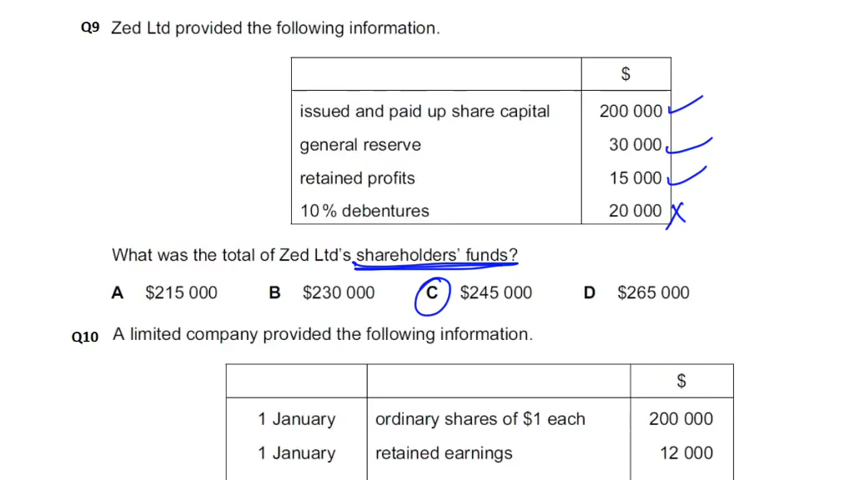 Q9 Zed Ltd provided the following information.
$
issued and paid up share capital 200 000
general reserve 30 000
retained profits 15 000
10% debentures 20 000
What was the total of Zed Ltd's shareholders' funds?
A $215 000 B $230 000 C $245 000 D $265 000
Q10 A limited company provided the following information.
$
1 January ordinary shares of $1 each 200 000
1 January retained earnings 12 000